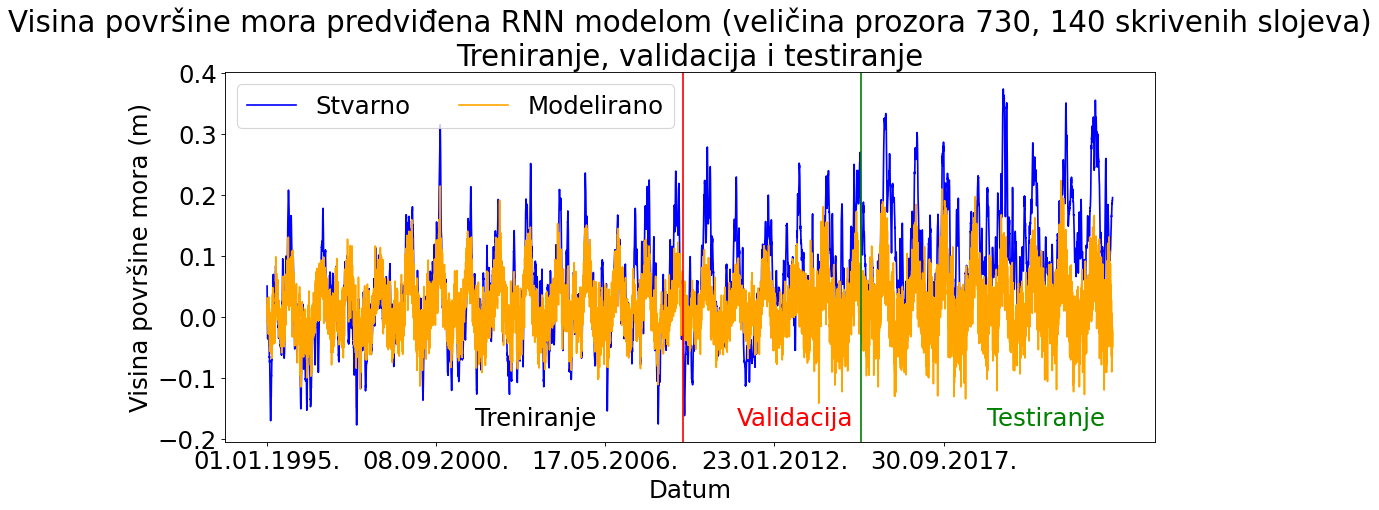 Visina površine mora predviđena RNN modelom (veličina prozora 730, 140 skrivenih slojeva)
Treniranje, validacija i testiranje
Stvarno
Modelirano
Visina površine mora (m)
0.4
0.3
0.2
0.1
0.0
−0.1
−0.2
Treniranje
Validacija
Testiranje
01.01.1995.
08.09.2000.
17.05.2006.
23.01.2012.
30.09.2017.
Datum